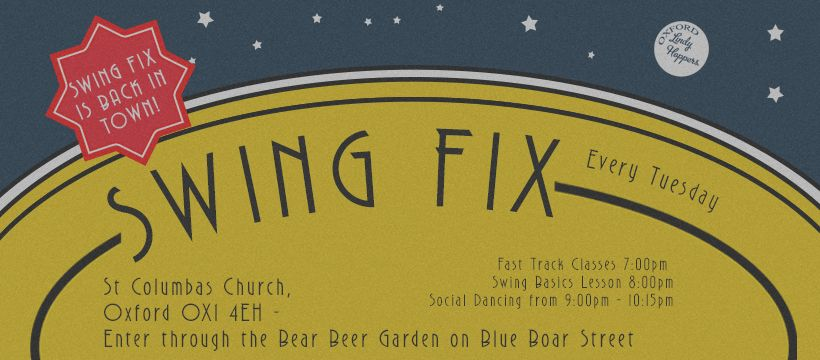 SWING FIX
IS BACK IN
TOWN!
OXFORD
Lindy
Hoppers
SWING FIX
Every Tuesday
Fast Track Classes 7:00pm
Swing Basics Lesson 8:00pm
Social Dancing from 9:00pm - 10:15pm
St Columbas Church,
Oxford OX1 4EH -
Enter through the Bear Beer Garden on Blue Boar Street